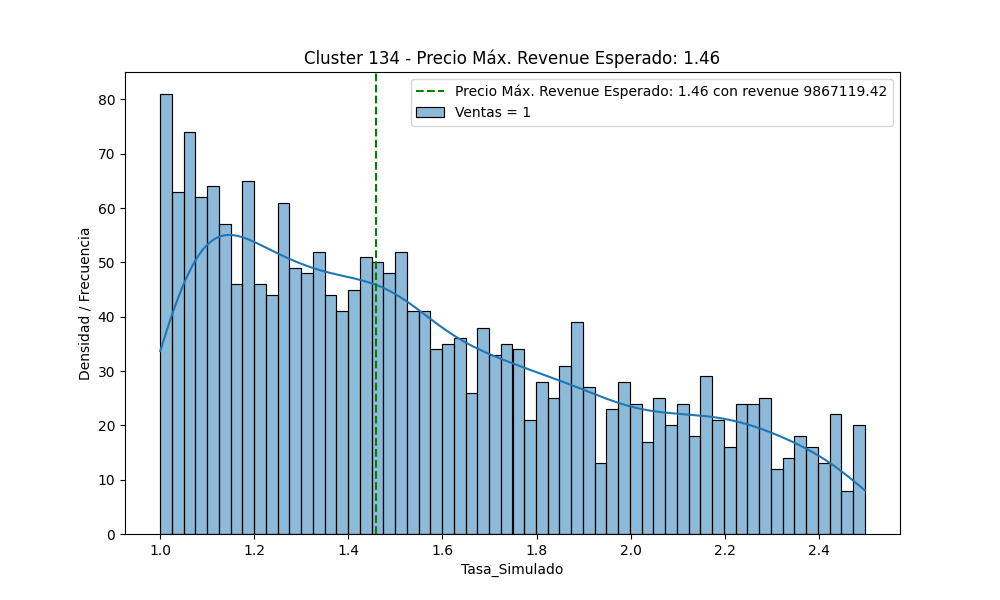 Cluster 134 - Precio Máx. Revenue Esperado: 1.46
Precio Máx. Revenue Esperado: 1.46 con revenue 9867119.42
Ventas = 1
Densidad / Frecuencia
80
70
60
50
40
30
20
10
0
1.0 1.2 1.4 1.6 1.8 2.0 2.2 2.4
Tasa_Simulado